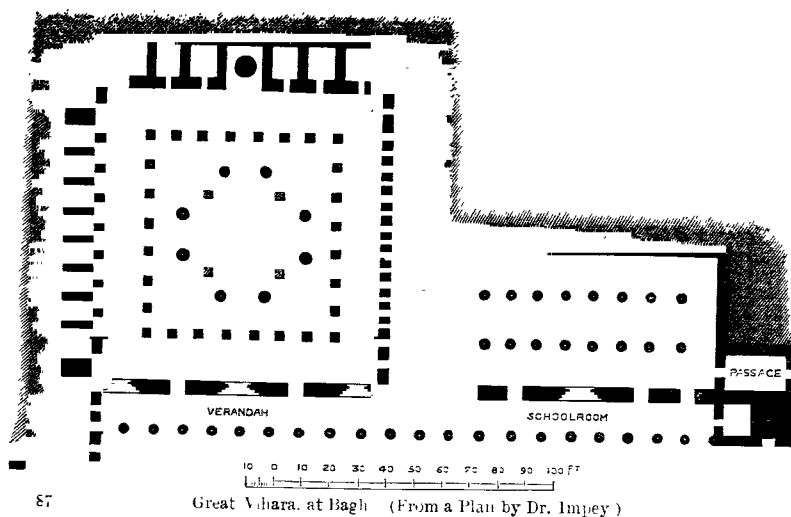 PASSAGE
VERANDAH
SCHOOLROOM
10 0 10 20 30 40 50 60 70 80 90 100 FT
87
Great Vihara. at Bagh (From a Plan by Dr. Impey)